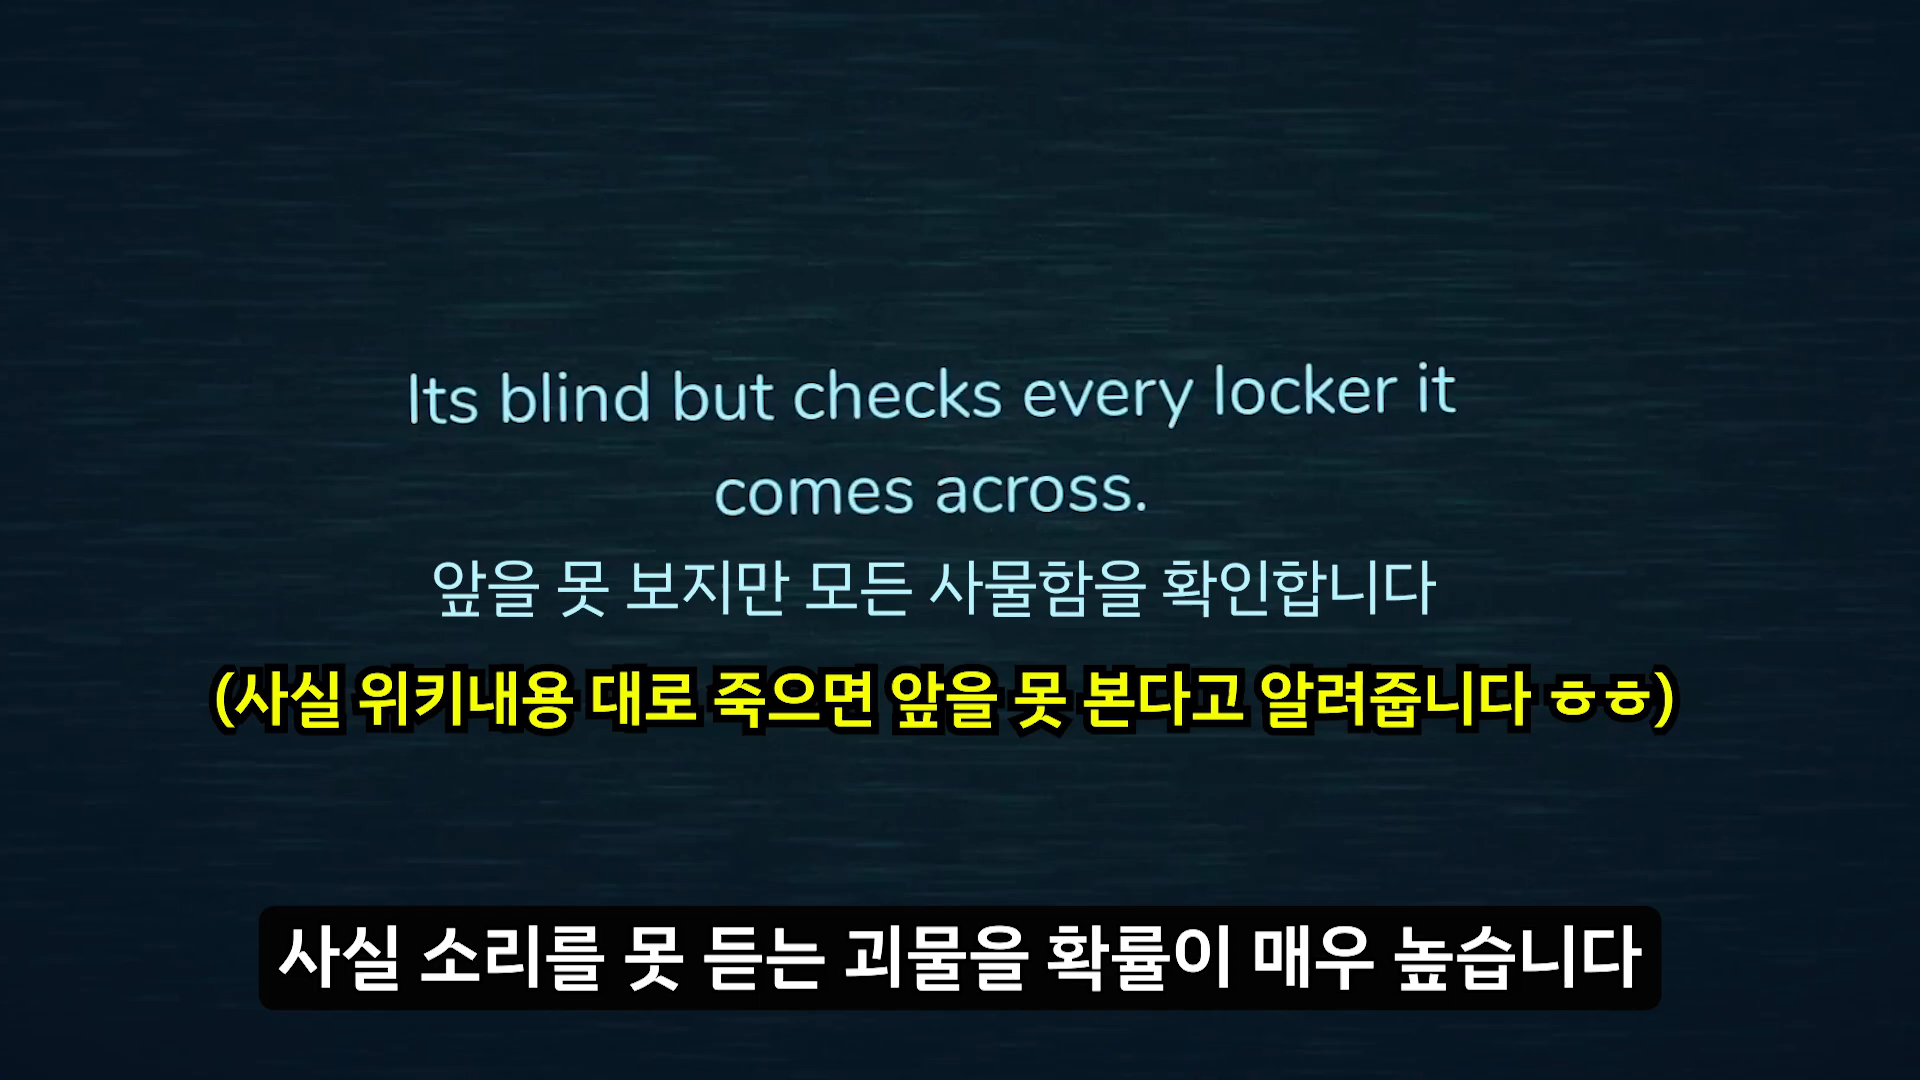 Its blind but checks every locker it
comes across.
앞을 못 보지만 모든 사물함을 확인합니다
(사실 위키내용 대로 죽으면 앞을 못 본다고 알려줍니다 ㅎㅎ)
사실 소리를 못 듣는 괴물을 확률이 매우 높습니다